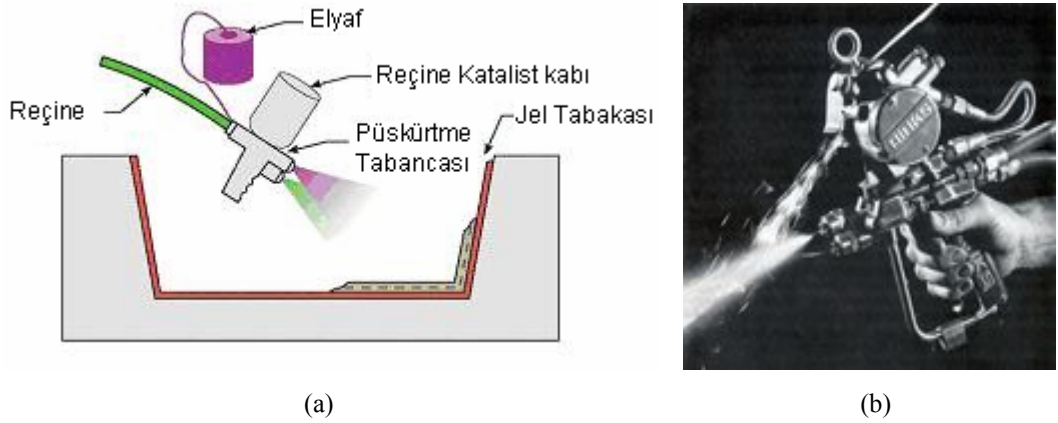 Elyaf
Reçine Katalist kabı
Reçine
Jel Tabakası
Püskürtme
Tabancası
(a)
(b)